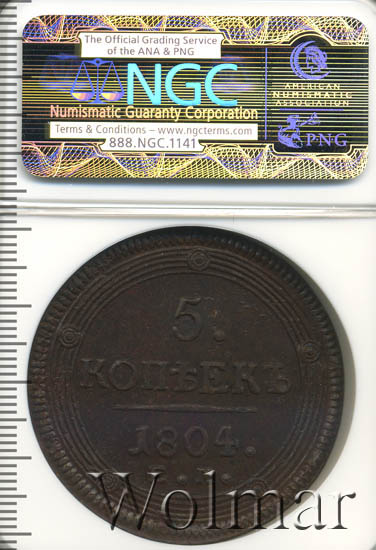 The Official Grading Service
of the ANA & PNG
NGC
Numismatic Guaranty Corporation
Terms & Conditions – www.ngcterms.com
888.NGC.1141
AMERICAN
NUMISMATIC
ASSOCIATION
PNG
5.
КОПѢЕКЪ
1804.
Wolmar